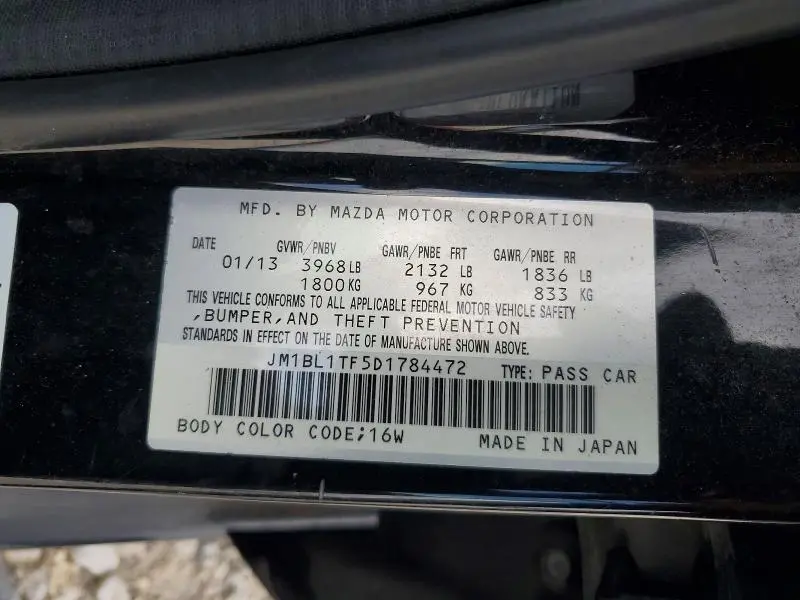 MFD. BY MAZDA MOTOR CORPORATION
DATE GVWR/PNBV GAWR/PNBE FRT GAWR/PNBE RR
01/13 3968LB 2132 LB 1836 LB
1800KG 967 KG 833 KG
THIS VEHICLE CONFORMS TO ALL APPLICABLE FEDERAL MOTOR VEHICLE SAFETY
,BUMPER,AND THEFT PREVENTION
STANDARDS IN EFFECT ON THE DATE OF MANUFACTURE SHOWN ABOVE.
JM1BL1TF5D1784472 TYPE: PASS CAR
BODY COLOR CODE;16W MADE IN JAPAN